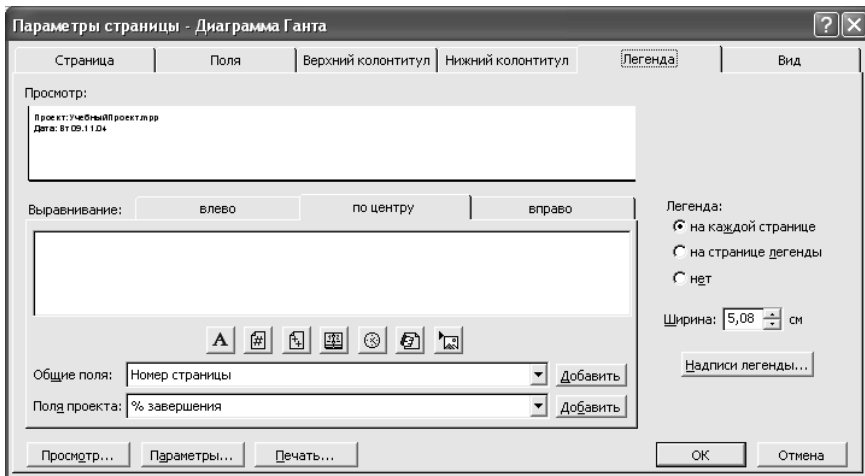 Параметры страницы - Диаграмма Ганта
Страница Поля Верхний колонтитул Нижний колонтитул Легенда Вид
Просмотр:
Проект: УчебныйПроект.mpp
Дата: Вт 09.11.04
Выравнивание: влево по центру вправо
Легенда:
на каждой странице
на странице легенды
нет
Ширина: 5,08 см
Надписи легенды...
Общие поля: Номер страницы Добавить
Поля проекта: % завершения Добавить
Просмотр... Параметры... Печать... ОК Отмена